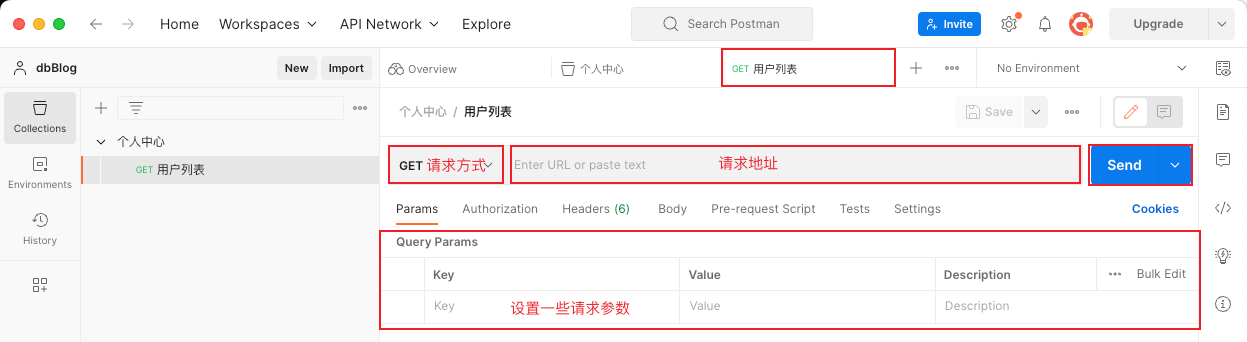 Home Workspaces API Network Explore Search Postman Invite Upgrade
dbBlog New Import Overview 个人中心 GET 用户列表 No Environment
个人中心 / 用户列表 Save
Collections
个人中心
GET 用户列表
GET 请求方式 Enter URL or paste text 请求地址 Send
Environments
Params Authorization Headers (6) Body Pre-request Script Tests Settings Cookies
History
Query Params
Key Value Description Bulk Edit
Key 设置一些请求参数 Value Description